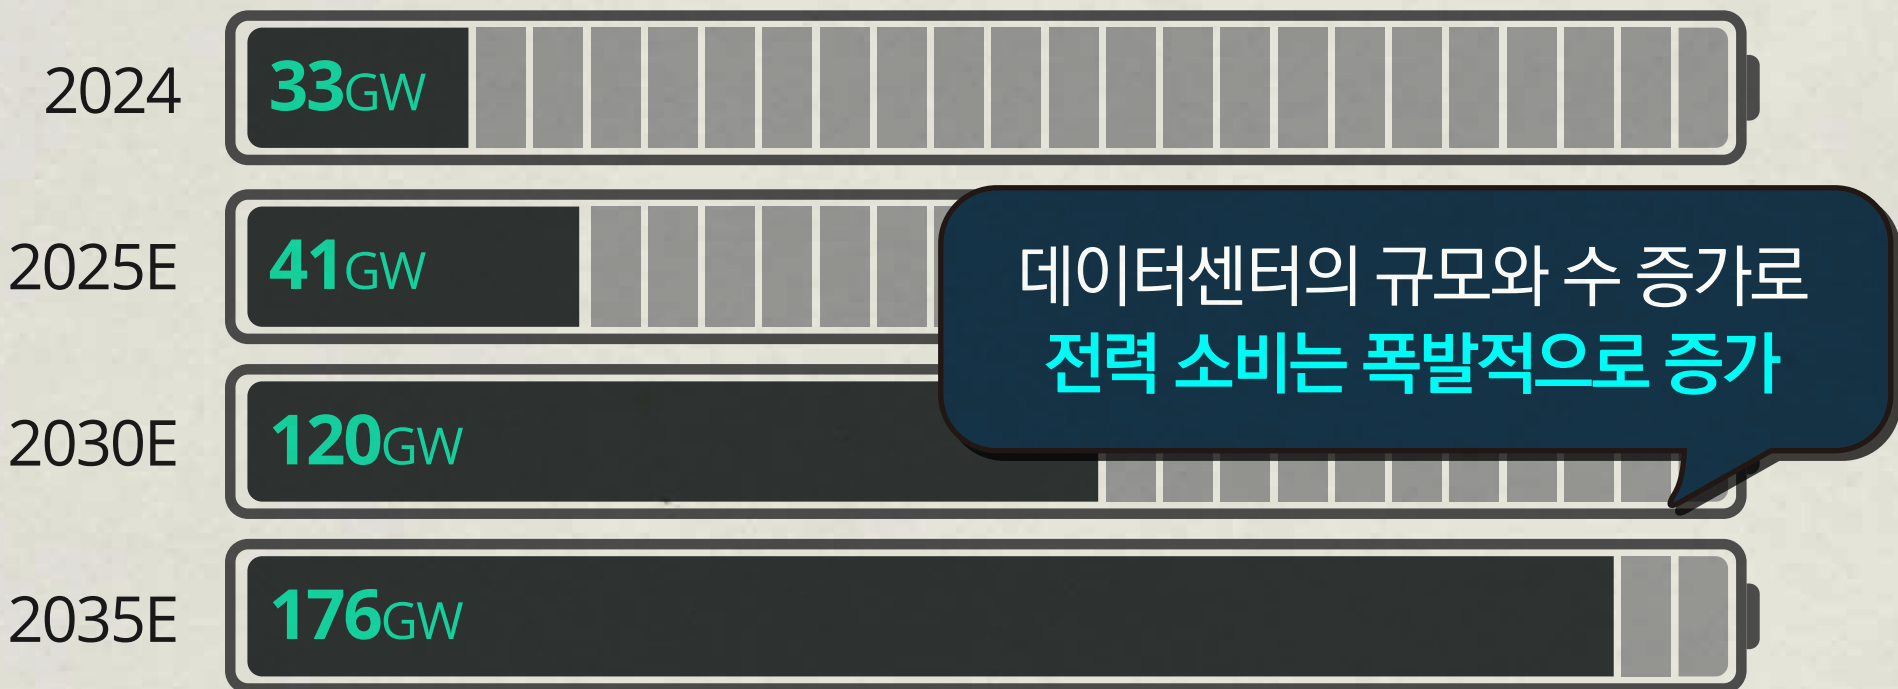 2024 33GW
2025E 41GW
데이터센터의 규모와 수 증가로
전력 소비는 폭발적으로 증가
2030E 120GW
2035E 176GW